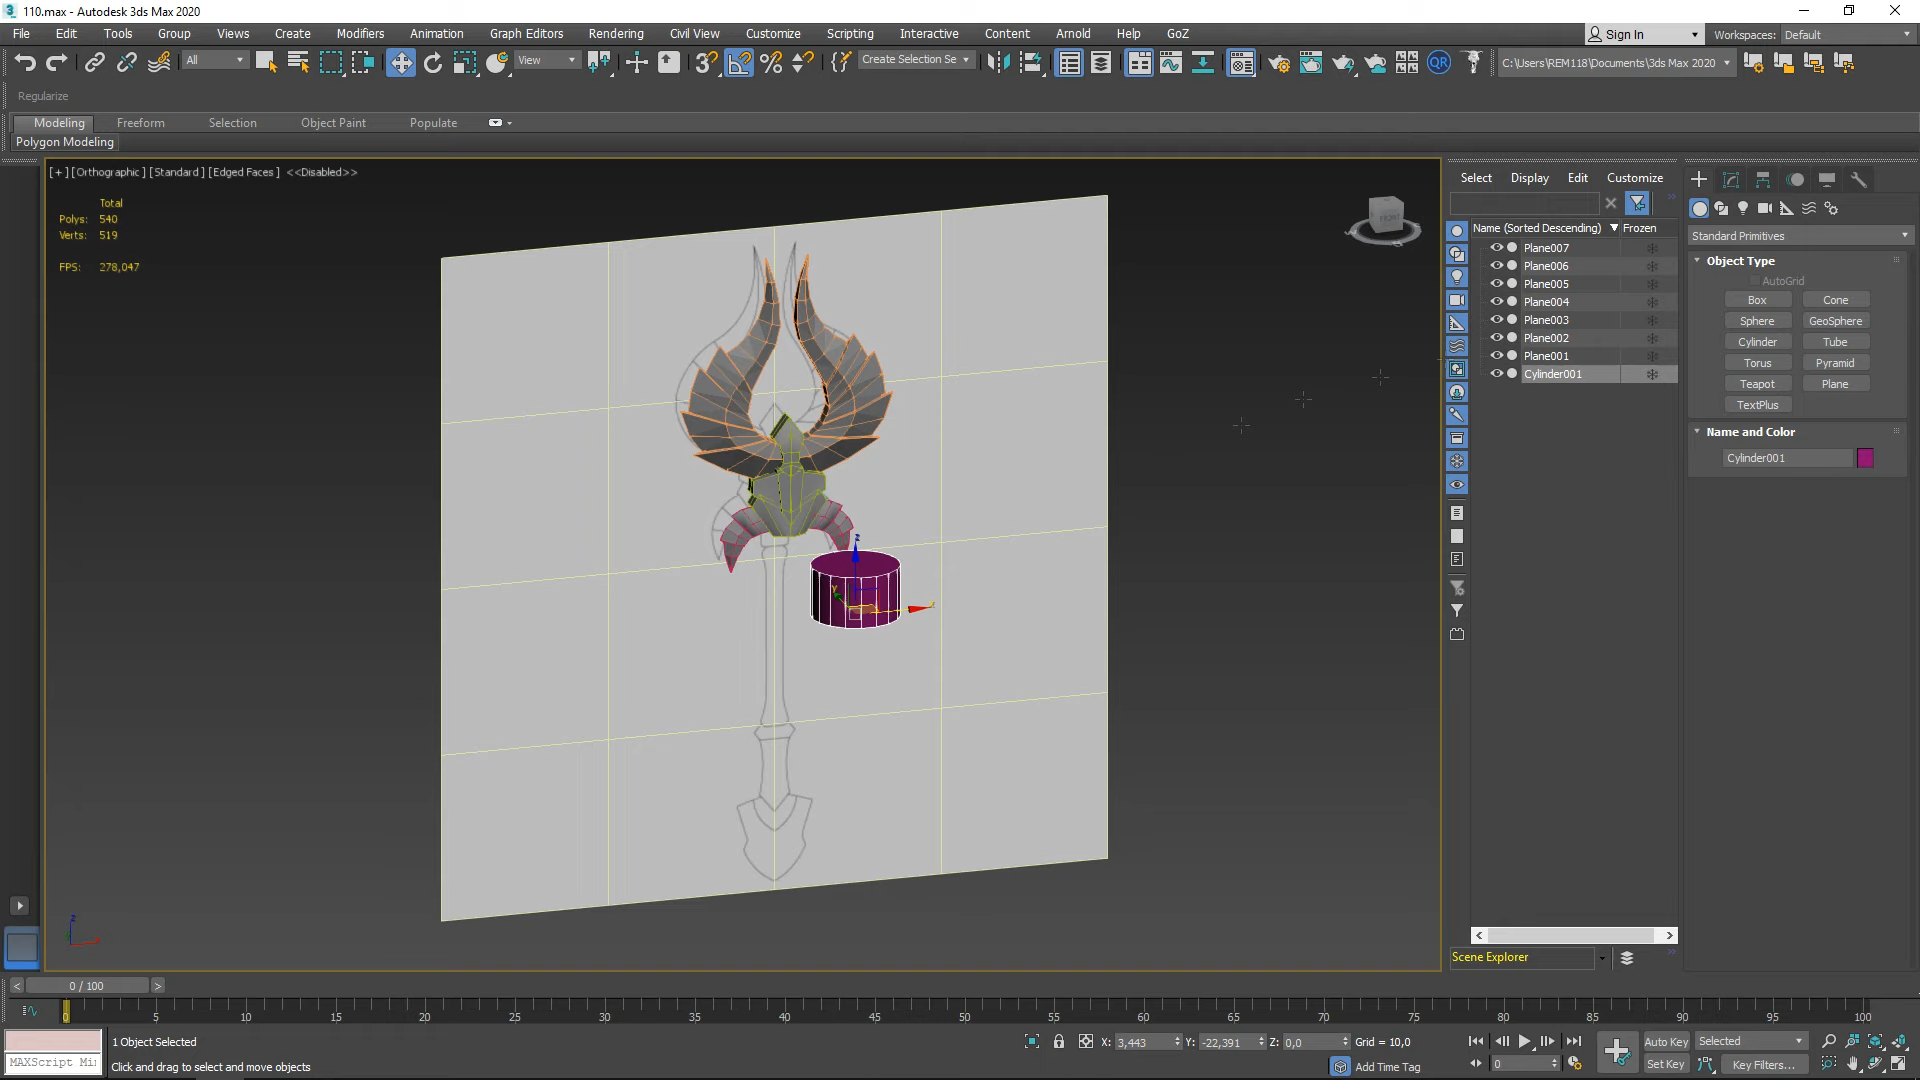 110.max - Autodesk 3ds Max 2020
File Edit Tools Group Views Create Modifiers Animation Graph Editors Rendering Civil View Customize Scripting Interactive Content Arnold Help GoZ Sign In Workspaces: Default
All View Create Selection Se QR C:\Users\REM118\Documents\3ds Max 2020
Regularize
Modeling Freeform Selection Object Paint Populate
Polygon Modeling
[+] [Orthographic] [Standard] [Edged Faces] <<Disabled>>
Total
Polys: 540
Verts: 519
FPS: 278,047
FRONT
z
y
x
z
Select Display Edit Customize
Name (Sorted Descending) Frozen
Plane007
Plane006
Plane005
Plane004
Plane003
Plane002
Plane001
Cylinder001
Scene Explorer
Standard Primitives
Object Type
AutoGrid
Box Cone
Sphere GeoSphere
Cylinder Tube
Torus Pyramid
Teapot Plane
TextPlus
Name and Color
Cylinder001
< 0 / 100 >
0 5 10 15 20 25 30 35 40 45 50 55 60 65 70 75 80 85 90 95 100
1 Object Selected X: 3,443 Y: -22,391 Z: 0,0 Grid = 10,0 Auto Key Selected
MAXScript Mi Click and drag to select and move objects Add Time Tag 0 Set Key Key Filters...